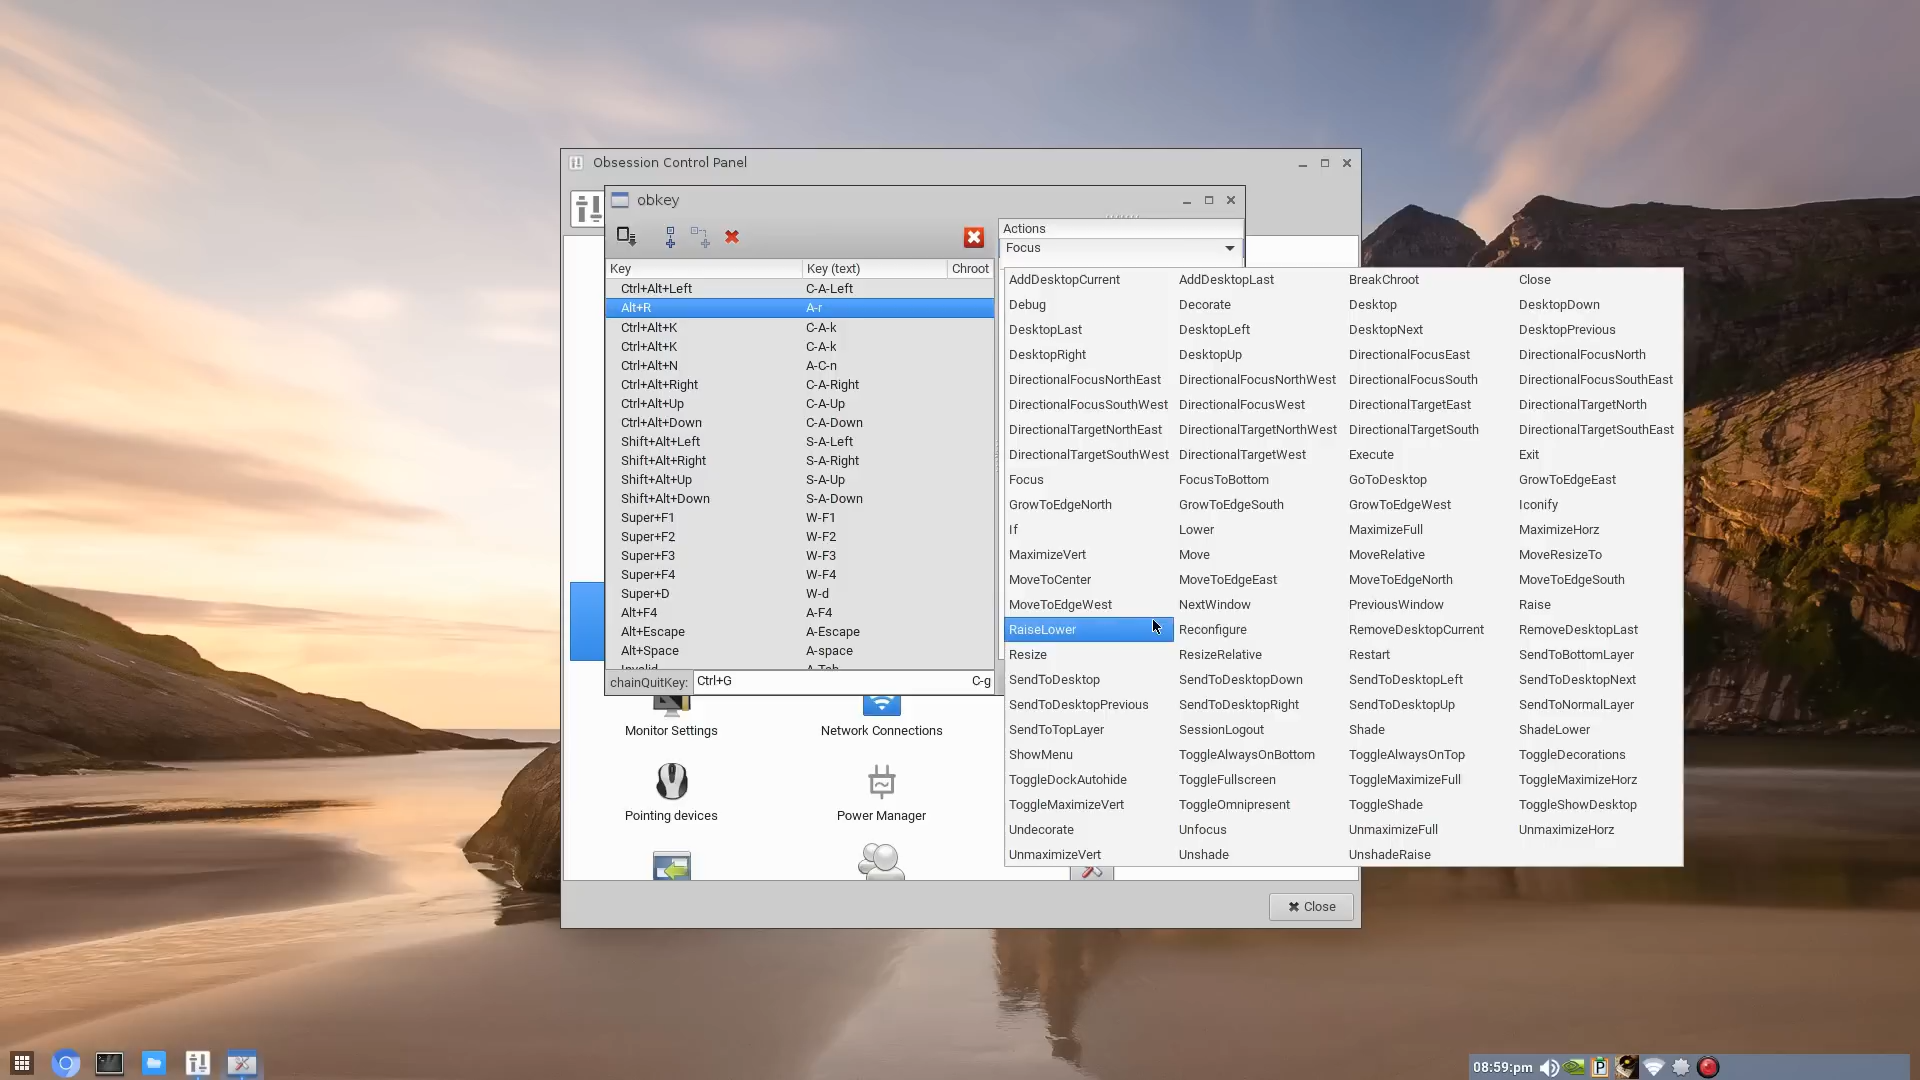 Obsession Control Panel
obkey
Actions
Focus
Key Key (text) Chroot
Ctrl+Alt+Left C-A-Left
Alt+R A-r
Ctrl+Alt+K C-A-k
Ctrl+Alt+K C-A-k
Ctrl+Alt+N A-C-n
Ctrl+Alt+Right C-A-Right
Ctrl+Alt+Up C-A-Up
Ctrl+Alt+Down C-A-Down
Shift+Alt+Left S-A-Left
Shift+Alt+Right S-A-Right
Shift+Alt+Up S-A-Up
Shift+Alt+Down S-A-Down
Super+F1 W-F1
Super+F2 W-F2
Super+F3 W-F3
Super+F4 W-F4
Super+D W-d
Alt+F4 A-F4
Alt+Escape A-Escape
Alt+Space A-space
Invalid A-Tab
chainQuitKey: Ctrl+G C-g
AddDesktopCurrent AddDesktopLast BreakChroot Close
Debug Decorate Desktop DesktopDown
DesktopLast DesktopLeft DesktopNext DesktopPrevious
DesktopRight DesktopUp DirectionalFocusEast DirectionalFocusNorth
DirectionalFocusNorthEast DirectionalFocusNorthWest DirectionalFocusSouth DirectionalFocusSouthEast
DirectionalFocusSouthWest DirectionalFocusWest DirectionalTargetEast DirectionalTargetNorth
DirectionalTargetNorthEast DirectionalTargetNorthWest DirectionalTargetSouth DirectionalTargetSouthEast
DirectionalTargetSouthWest DirectionalTargetWest Execute Exit
Focus FocusToBottom GoToDesktop GrowToEdgeEast
GrowToEdgeNorth GrowToEdgeSouth GrowToEdgeWest Iconify
If Lower MaximizeFull MaximizeHorz
MaximizeVert Move MoveRelative MoveResizeTo
MoveToCenter MoveToEdgeEast MoveToEdgeNorth MoveToEdgeSouth
MoveToEdgeWest NextWindow PreviousWindow Raise
RaiseLower Reconfigure RemoveDesktopCurrent RemoveDesktopLast
Resize ResizeRelative Restart SendToBottomLayer
SendToDesktop SendToDesktopDown SendToDesktopLeft SendToDesktopNext
SendToDesktopPrevious SendToDesktopRight SendToDesktopUp SendToNormalLayer
SendToTopLayer SessionLogout Shade ShadeLower
ShowMenu ToggleAlwaysOnBottom ToggleAlwaysOnTop ToggleDecorations
ToggleDockAutohide ToggleFullscreen ToggleMaximizeFull ToggleMaximizeHorz
ToggleMaximizeVert ToggleOmnipresent ToggleShade ToggleShowDesktop
Undecorate Unfocus UnmaximizeFull UnmaximizeHorz
UnmaximizeVert Unshade UnshadeRaise
Monitor Settings Network Connections
Pointing devices Power Manager
Close
08:59:pm
P